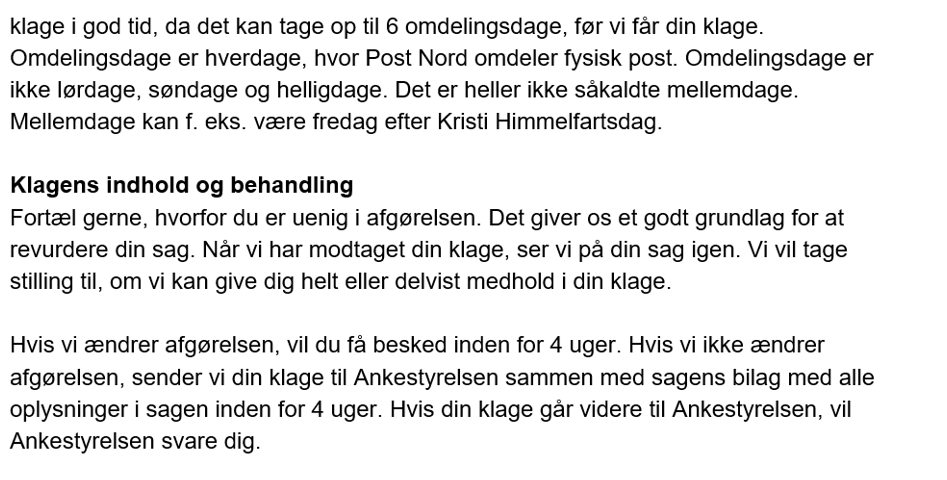 klage i god tid, da det kan tage op til 6 omdelingsdage, før vi får din klage.
Omdelingsdage er hverdage, hvor Post Nord omdeler fysisk post. Omdelingsdage er
ikke lørdage, søndage og helligdage. Det er heller ikke såkaldte mellemdage.
Mellemdage kan f. eks. være fredag efter Kristi Himmelfartsdag.
Klagens indhold og behandling
Fortæl gerne, hvorfor du er uenig i afgørelsen. Det giver os et godt grundlag for at
revurdere din sag. Når vi har modtaget din klage, ser vi på din sag igen. Vi vil tage
stilling til, om vi kan give dig helt eller delvist medhold i din klage.
Hvis vi ændrer afgørelsen, vil du få besked inden for 4 uger. Hvis vi ikke ændrer
afgørelsen, sender vi din klage til Ankestyrelsen sammen med sagens bilag med alle
oplysninger i sagen inden for 4 uger. Hvis din klage går videre til Ankestyrelsen, vil
Ankestyrelsen svare dig.